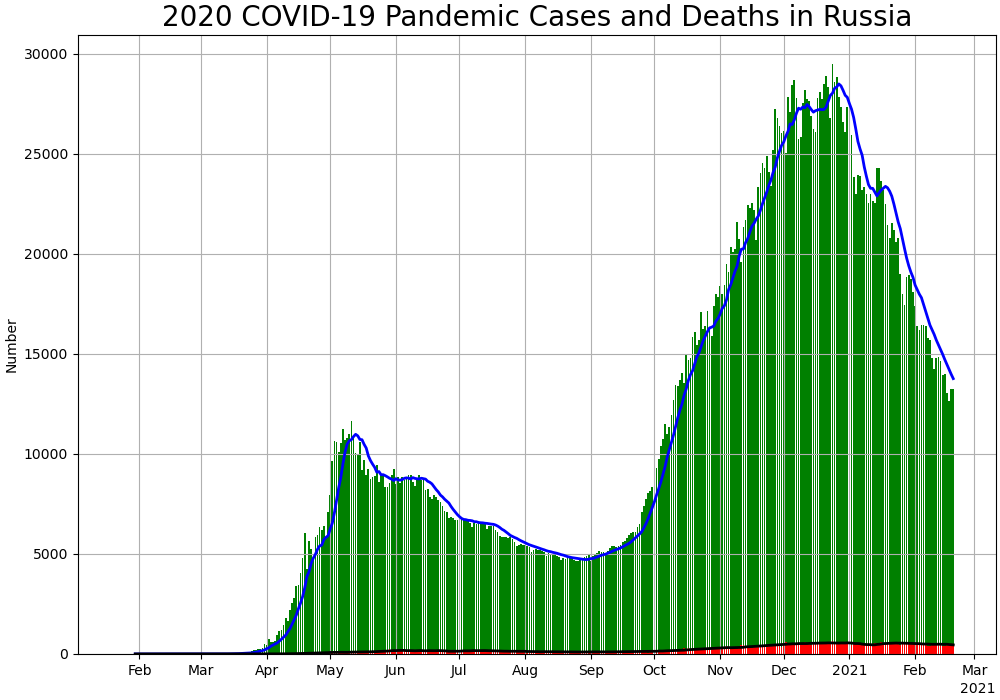 2020 COVID-19 Pandemic Cases and Deaths in Russia
Number
30000
25000
20000
15000
10000
5000
0
Feb Mar Apr May Jun Jul Aug Sep Oct Nov Dec 2021 Feb Mar
2021